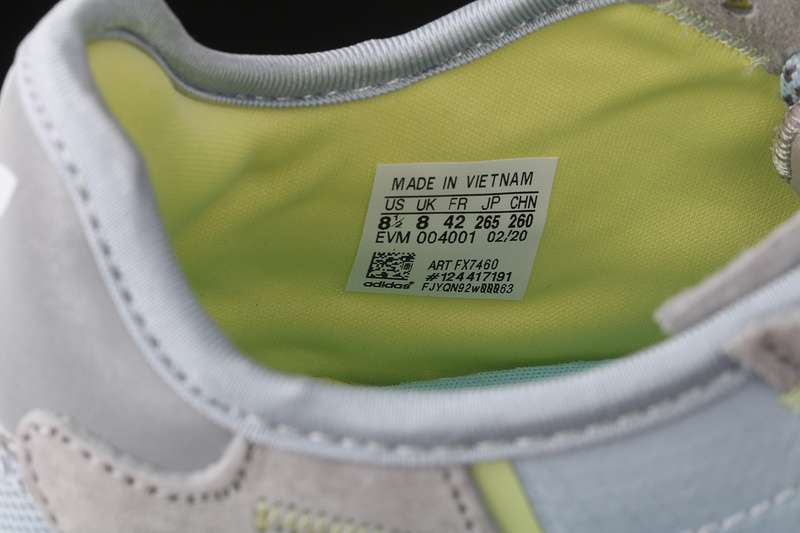 MADE IN VIETNAM
US UK FR JP CHN
8½ 8 42 265 260
EVM 004001 02/20
ART FX7460
#124417191
adidas